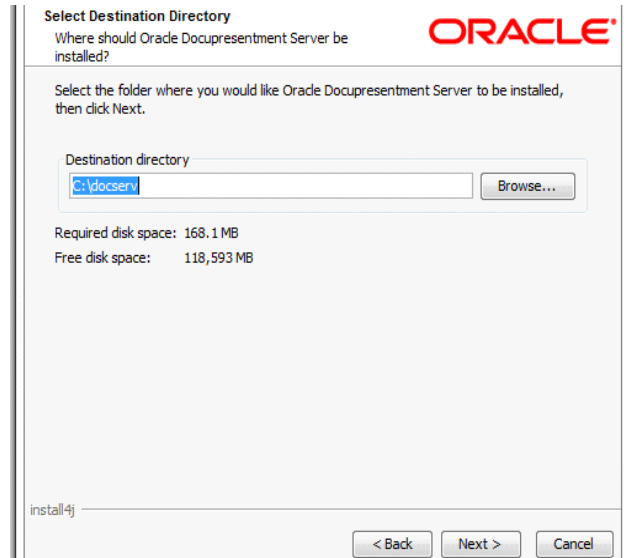 Select Destination Directory
Where should Oracle Docupresentment Server be
installed?
ORACLE
Select the folder where you would like Oracle Docupresentment Server to be installed,
then click Next.
Destination directory
C:\docserv
Browse...
Required disk space: 168.1 MB
Free disk space: 118,593 MB
install4j
< Back
Next >
Cancel